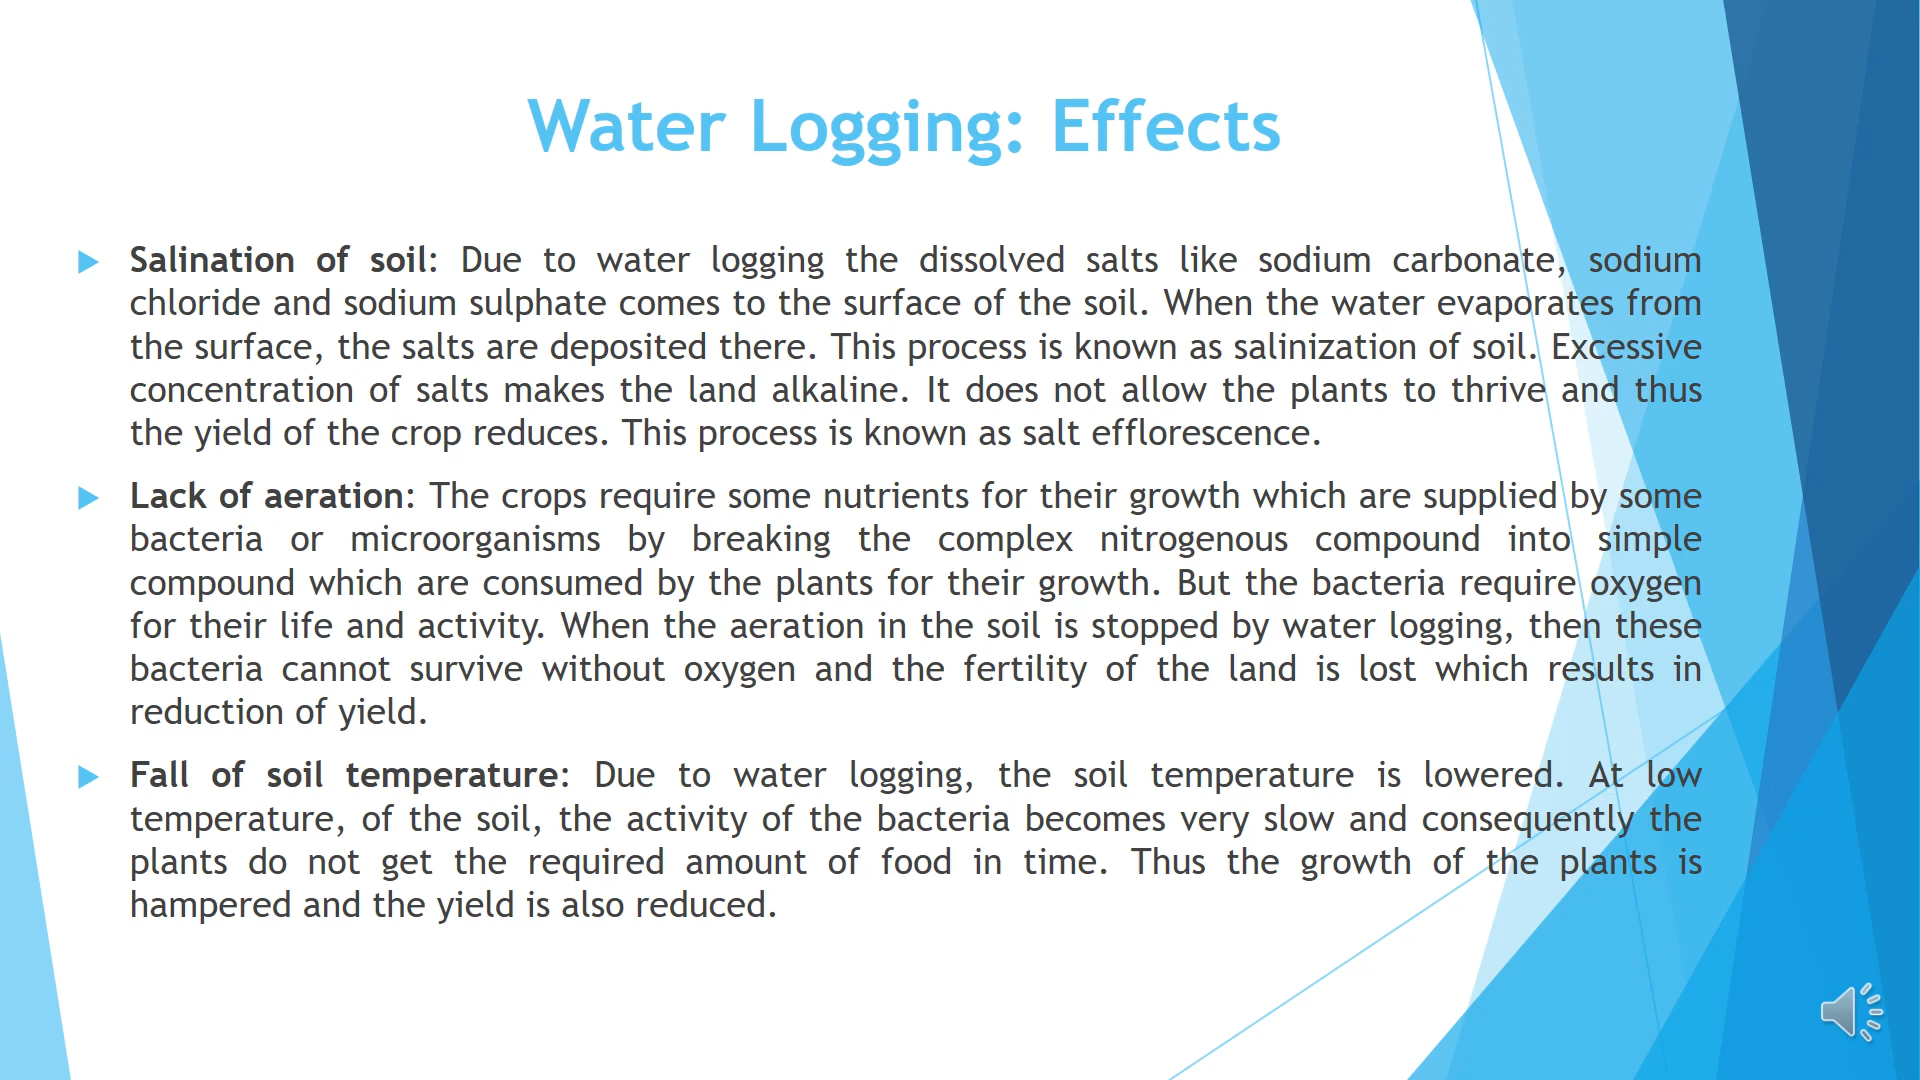 Water Logging: Effects
Salination of soil: Due to water logging the dissolved salts like sodium carbonate, sodium
chloride and sodium sulphate comes to the surface of the soil. When the water evaporates from
the surface, the salts are deposited there. This process is known as salinization of soil. Excessive
concentration of salts makes the land alkaline. It does not allow the plants to thrive and thus
the yield of the crop reduces. This process is known as salt efflorescence.
Lack of aeration: The crops require some nutrients for their growth which are supplied by some
bacteria or microorganisms by breaking the complex nitrogenous compound into simple
compound which are consumed by the plants for their growth. But the bacteria require oxygen
for their life and activity. When the aeration in the soil is stopped by water logging, then these
bacteria cannot survive without oxygen and the fertility of the land is lost which results in
reduction of yield.
Fall of soil temperature: Due to water logging, the soil temperature is lowered. At low
temperature, of the soil, the activity of the bacteria becomes very slow and consequently the
plants do not get the required amount of food in time. Thus the growth of the plants is
hampered and the yield is also reduced.